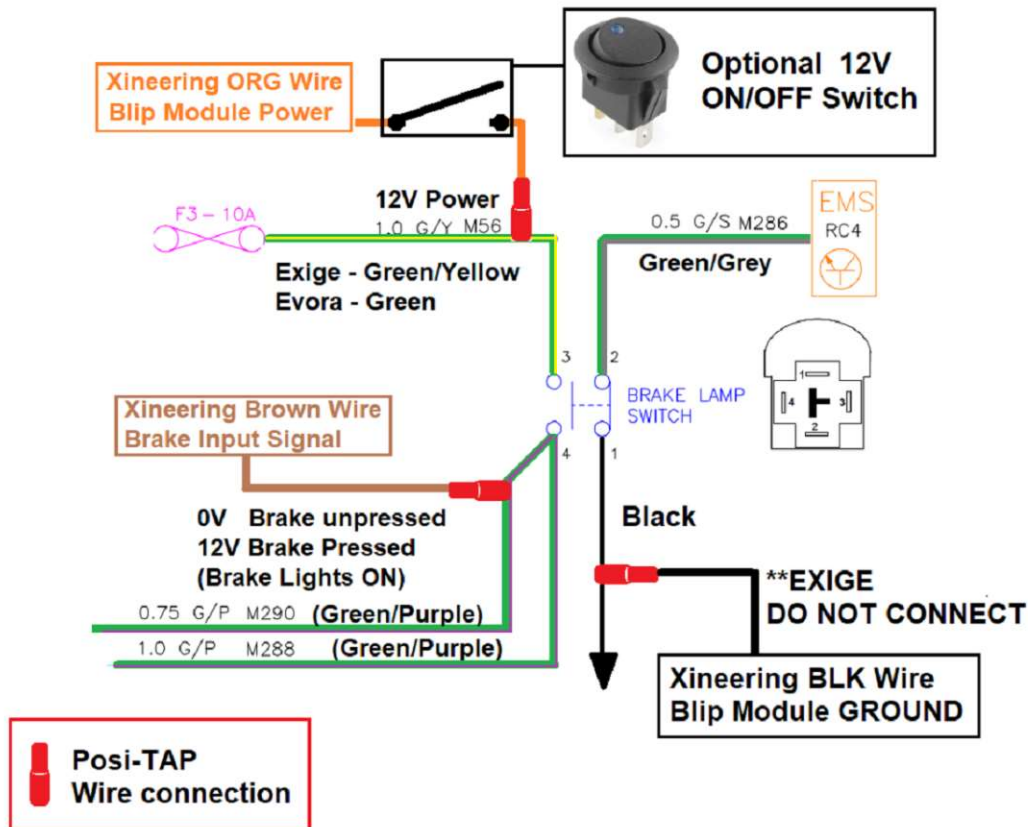 Xineering ORG Wire
Blip Module Power
Optional 12V
ON/OFF Switch
12V Power
F3 - 10A
1.0 G/Y M56
Exige - Green/Yellow
Evora - Green
0.5 G/S M286
Green/Grey
EMS
RC4
3
2
BRAKE LAMP
SWITCH
1
4
3
2
Xineering Brown Wire
Brake Input Signal
4
1
0V Brake unpressed
12V Brake Pressed
(Brake Lights ON)
Black
**EXIGE
DO NOT CONNECT
0.75 G/P M290 (Green/Purple)
1.0 G/P M288 (Green/Purple)
Xineering BLK Wire
Blip Module GROUND
Posi-TAP
Wire connection